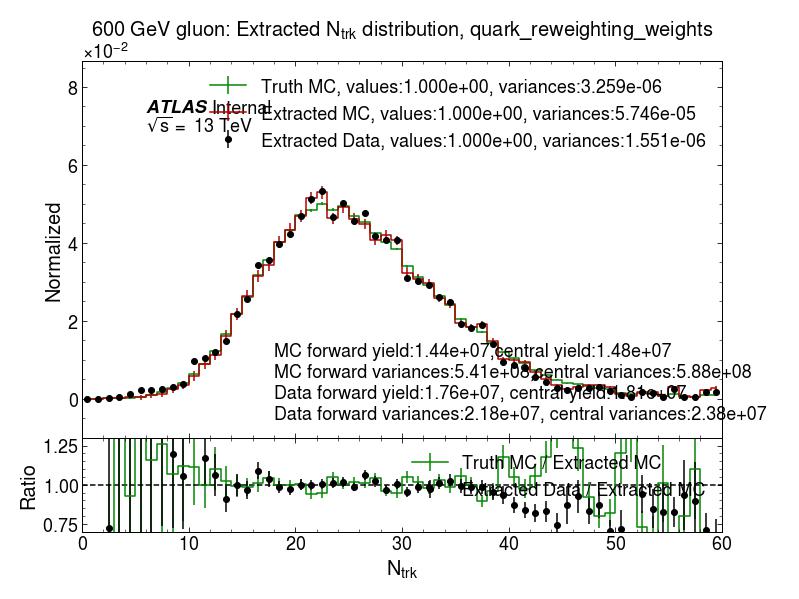 600 GeV gluon: Extracted Ntrk distribution, quark_reweighting_weights
×10−2
Truth MC, values:1.000e+00, variances:3.259e-06
ATLAS Internal
Extracted MC, values:1.000e+00, variances:5.746e-05
√s = 13 TeV
Extracted Data, values:1.000e+00, variances:1.551e-06
8
6
4
2
0
Normalized
MC forward yield:1.44e+07,central yield:1.48e+07
MC forward variances:5.41e+08,central variances:5.88e+08
Data forward yield:1.76e+07, central yield:1.81e+07
Data forward variances:2.18e+07, central variances:2.38e+07
Truth MC / Extracted MC
Extracted Data / Extracted MC
1.25
1.00
0.75
Ratio
0 10 20 30 40 50 60
Ntrk